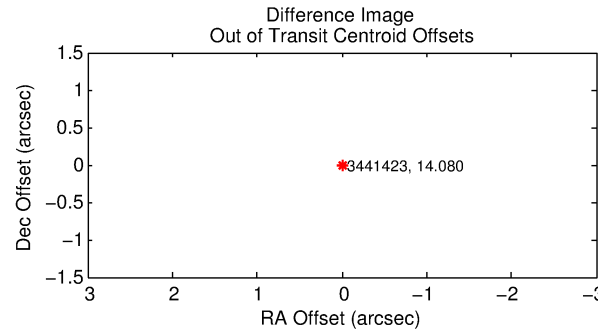 Difference Image
Out of Transit Centroid Offsets
1.5
1
0.5
0
−0.5
−1
−1.5
Dec Offset (arcsec)
3441423, 14.080
3 2 1 0 −1 −2 −3
RA Offset (arcsec)